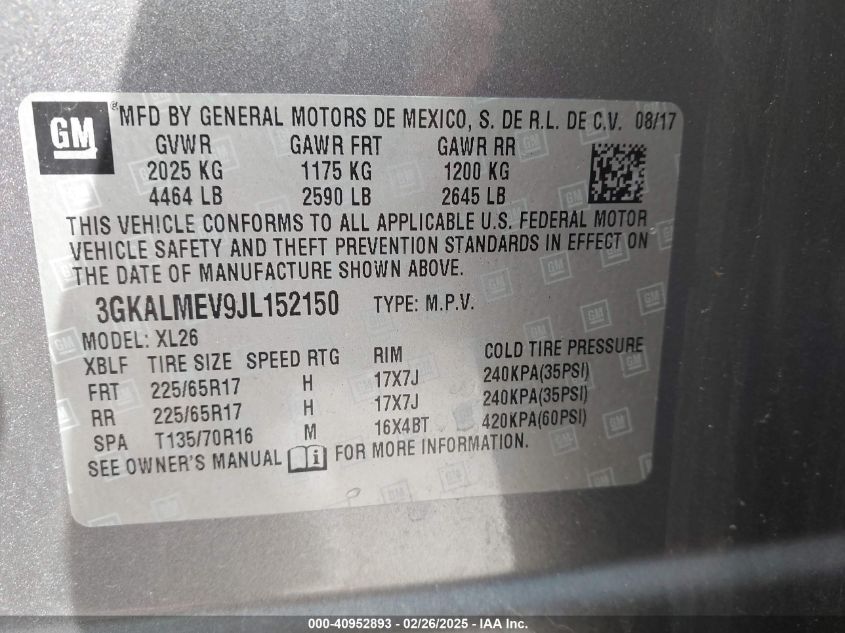 GM
® MFD BY GENERAL MOTORS DE MEXICO, S. DE R.L. DE C.V. 08/17
GVWR GAWR FRT GAWR RR
2025 KG 1175 KG 1200 KG
4464 LB 2590 LB 2645 LB
THIS VEHICLE CONFORMS TO ALL APPLICABLE U.S. FEDERAL MOTOR
VEHICLE SAFETY AND THEFT PREVENTION STANDARDS IN EFFECT ON
THE DATE OF MANUFACTURE SHOWN ABOVE.
3GKALMEV9JL152150 TYPE: M.P.V.
MODEL: XL26
XBLF TIRE SIZE SPEED RTG RIM COLD TIRE PRESSURE
FRT 225/65R17 H 17X7J 240KPA(35PSI)
RR 225/65R17 H 17X7J 240KPA(35PSI)
SPA T135/70R16 M 16X4BT 420KPA(60PSI)
SEE OWNER'S MANUAL i FOR MORE INFORMATION.
000-40952893 - 02/26/2025 - IAA Inc.